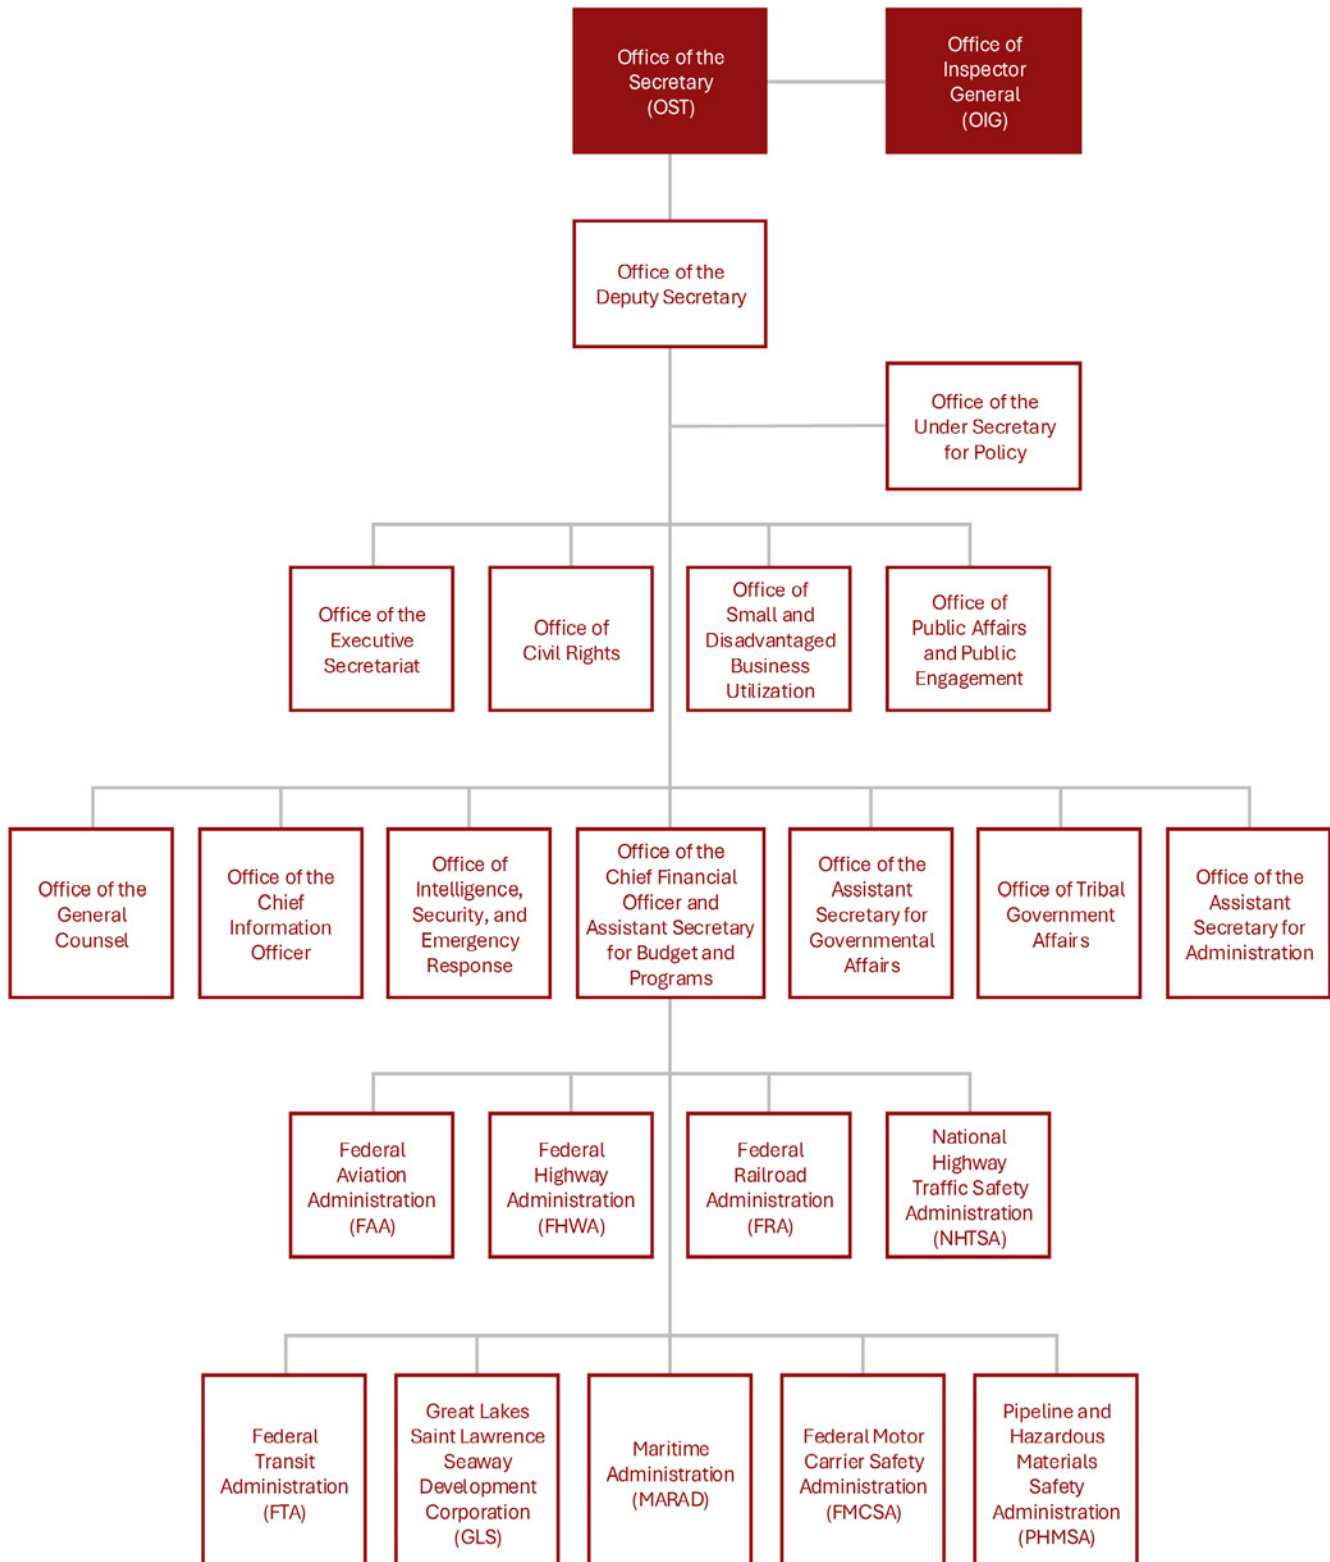 Office of the
Secretary
(OST)
Office of
Inspector
General
(OIG)
Office of the
Deputy Secretary
Office of the
Under Secretary
for Policy
Office of the
Executive
Secretariat
Office of
Civil Rights
Office of
Small and
Disadvantaged
Business
Utilization
Office of
Public Affairs
and Public
Engagement
Office of the
General
Counsel
Office of the
Chief
Information
Officer
Office of
Intelligence,
Security, and
Emergency
Response
Office of the
Chief Financial
Officer and
Assistant Secretary
for Budget and
Programs
Office of the
Assistant
Secretary for
Governmental
Affairs
Office of Tribal
Government
Affairs
Office of the
Assistant
Secretary for
Administration
Federal
Aviation
Administration
(FAA)
Federal
Highway
Administration
(FHWA)
Federal
Railroad
Administration
(FRA)
National
Highway
Traffic Safety
Administration
(NHTSA)
Federal
Transit
Administration
(FTA)
Great Lakes
Saint Lawrence
Seaway
Development
Corporation
(GLS)
Maritime
Administration
(MARAD)
Federal Motor
Carrier Safety
Administration
(FMCSA)
Pipeline and
Hazardous
Materials
Safety
Administration
(PHMSA)